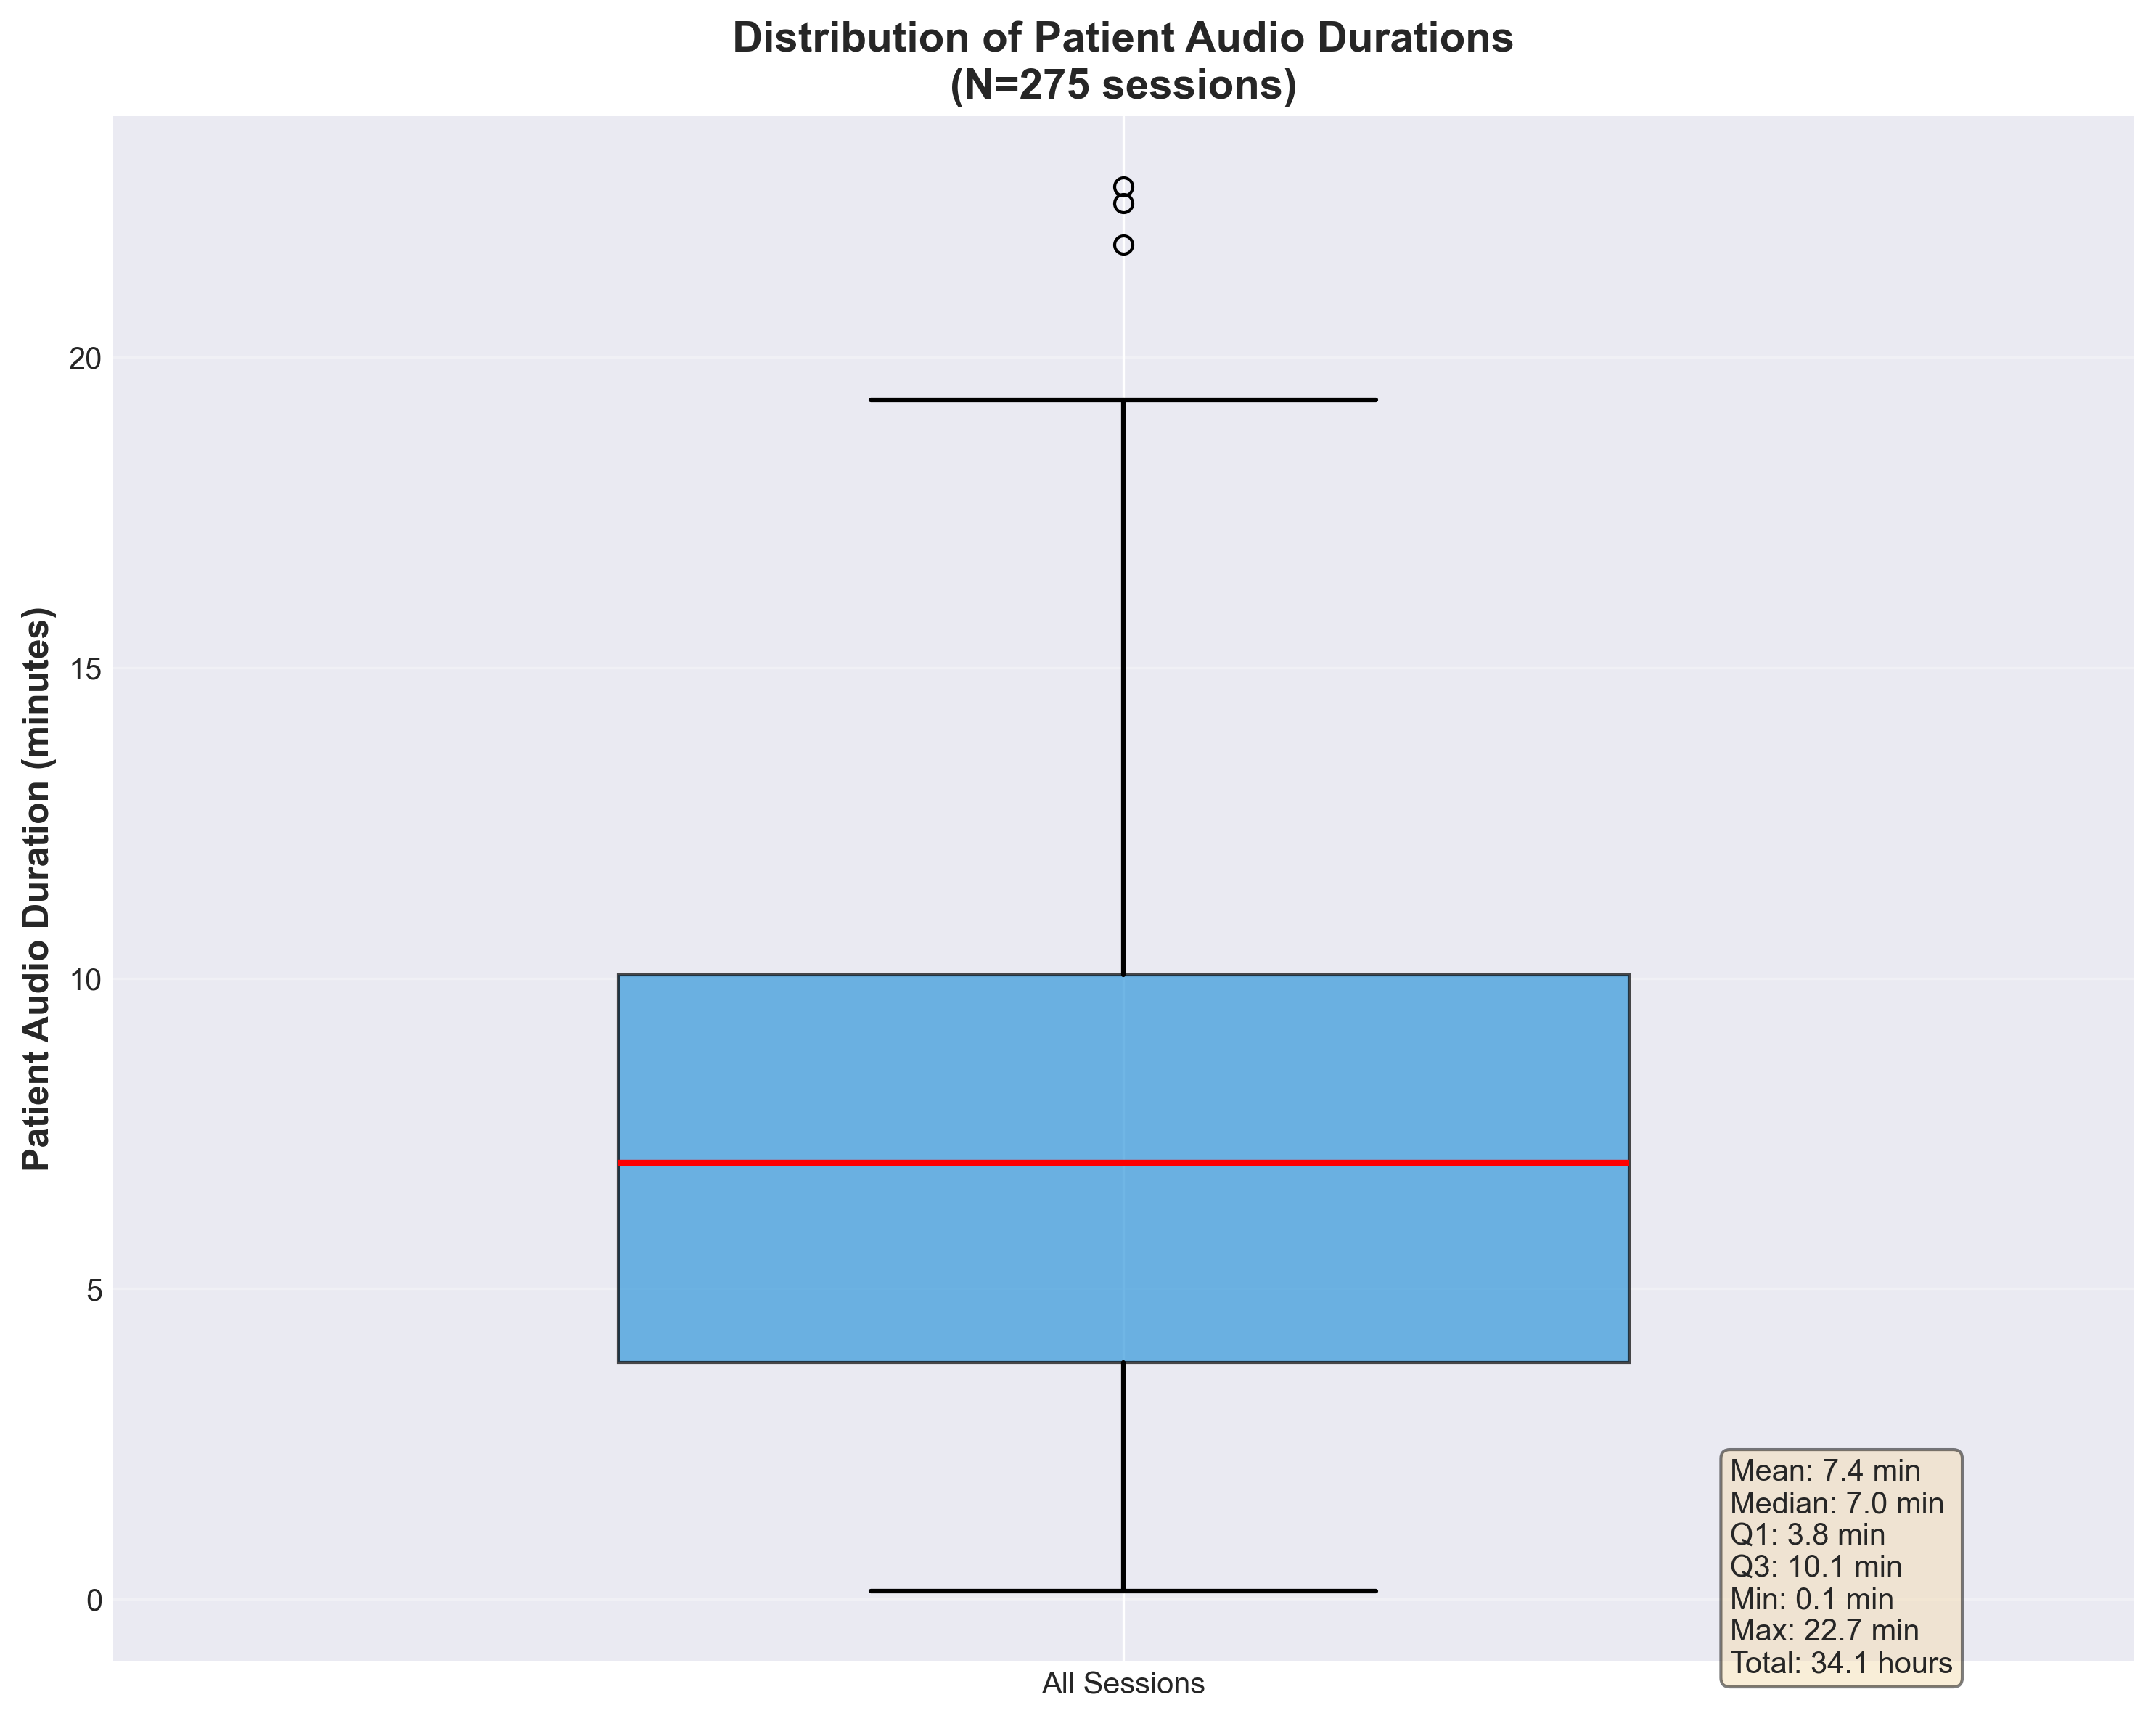 Distribution of Patient Audio Durations
(N=275 sessions)
Patient Audio Duration (minutes)
20
15
10
5
0
All Sessions
Mean: 7.4 min
Median: 7.0 min
Q1: 3.8 min
Q3: 10.1 min
Min: 0.1 min
Max: 22.7 min
Total: 34.1 hours